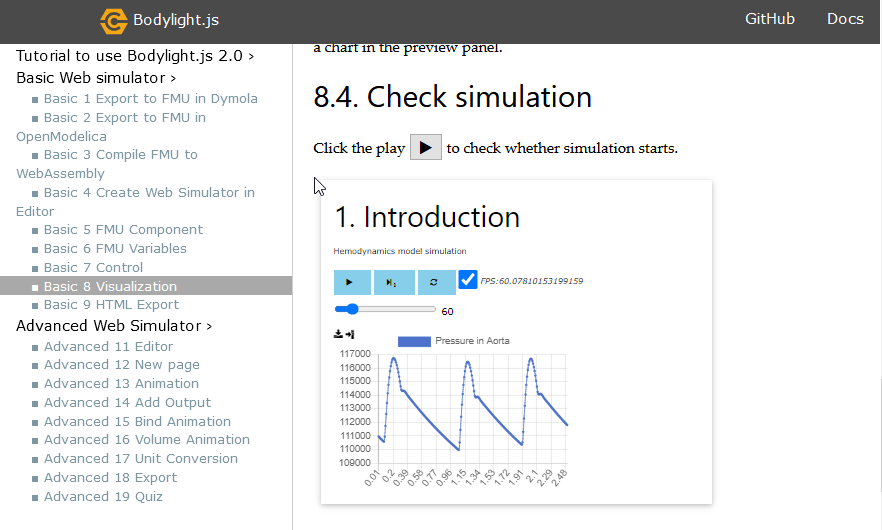 Bodylight.js
GitHub
Docs
Tutorial to use Bodylight.js 2.0 ›
Basic Web simulator ›
Basic 1 Export to FMU in Dymola
Basic 2 Export to FMU in
OpenModelica
Basic 3 Compile FMU to
WebAssembly
Basic 4 Create Web Simulator in
Editor
Basic 5 FMU Component
Basic 6 FMU Variables
Basic 7 Control
Basic 8 Visualization
Basic 9 HTML Export
Advanced Web Simulator ›
Advanced 11 Editor
Advanced 12 New page
Advanced 13 Animation
Advanced 14 Add Output
Advanced 15 Bind Animation
Advanced 16 Volume Animation
Advanced 17 Unit Conversion
Advanced 18 Export
Advanced 19 Quiz
a chart in the preview panel.
8.4. Check simulation
Click the play to check whether simulation starts.
1. Introduction
Hemodynamics model simulation
1
FPS:60.07810153199159
60
Pressure in Aorta
117000
116000
115000
114000
113000
112000
111000
110000
109000
0.01 0.2 0.39 0.58 0.77 0.96 1.15 1.34 1.53 1.72 1.91 2.1 2.29 2.48